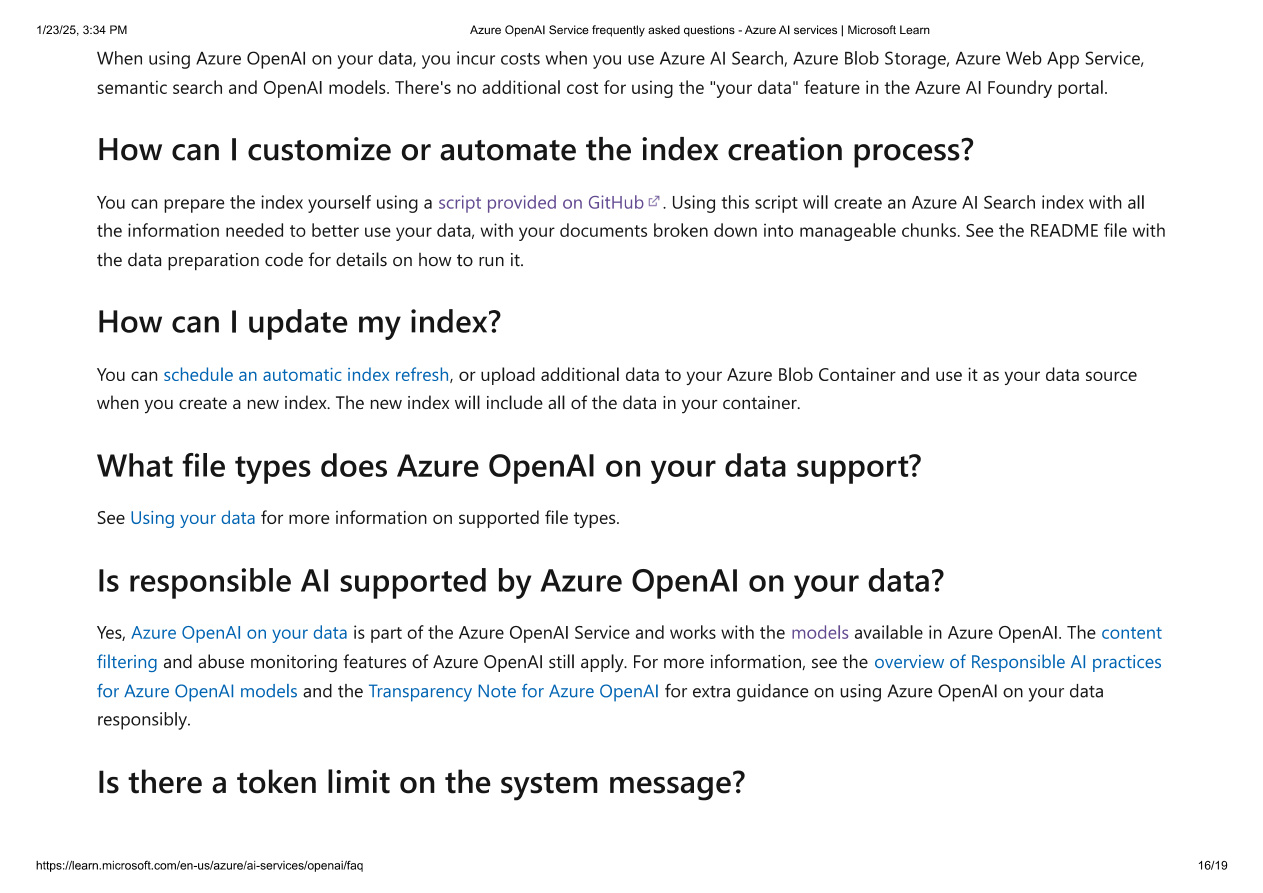 1/23/25, 3:34 PM
Azure OpenAI Service frequently asked questions - Azure AI services | Microsoft Learn
When using Azure OpenAI on your data, you incur costs when you use Azure AI Search, Azure Blob Storage, Azure Web App Service,
semantic search and OpenAI models. There's no additional cost for using the "your data" feature in the Azure AI Foundry portal.
How can I customize or automate the index creation process?
You can prepare the index yourself using a script provided on GitHub. Using this script will create an Azure AI Search index with all
the information needed to better use your data, with your documents broken down into manageable chunks. See the README file with
the data preparation code for details on how to run it.
How can I update my index?
You can schedule an automatic index refresh, or upload additional data to your Azure Blob Container and use it as your data source
when you create a new index. The new index will include all of the data in your container.
What file types does Azure OpenAI on your data support?
See Using your data for more information on supported file types.
Is responsible AI supported by Azure OpenAI on your data?
Yes, Azure OpenAI on your data is part of the Azure OpenAI Service and works with the models available in Azure OpenAI. The content
filtering and abuse monitoring features of Azure OpenAI still apply. For more information, see the overview of Responsible AI practices
for Azure OpenAI models and the Transparency Note for Azure OpenAI for extra guidance on using Azure OpenAI on your data
responsibly.
Is there a token limit on the system message?
https://learn.microsoft.com/en-us/azure/ai-services/openai/faq
16/19